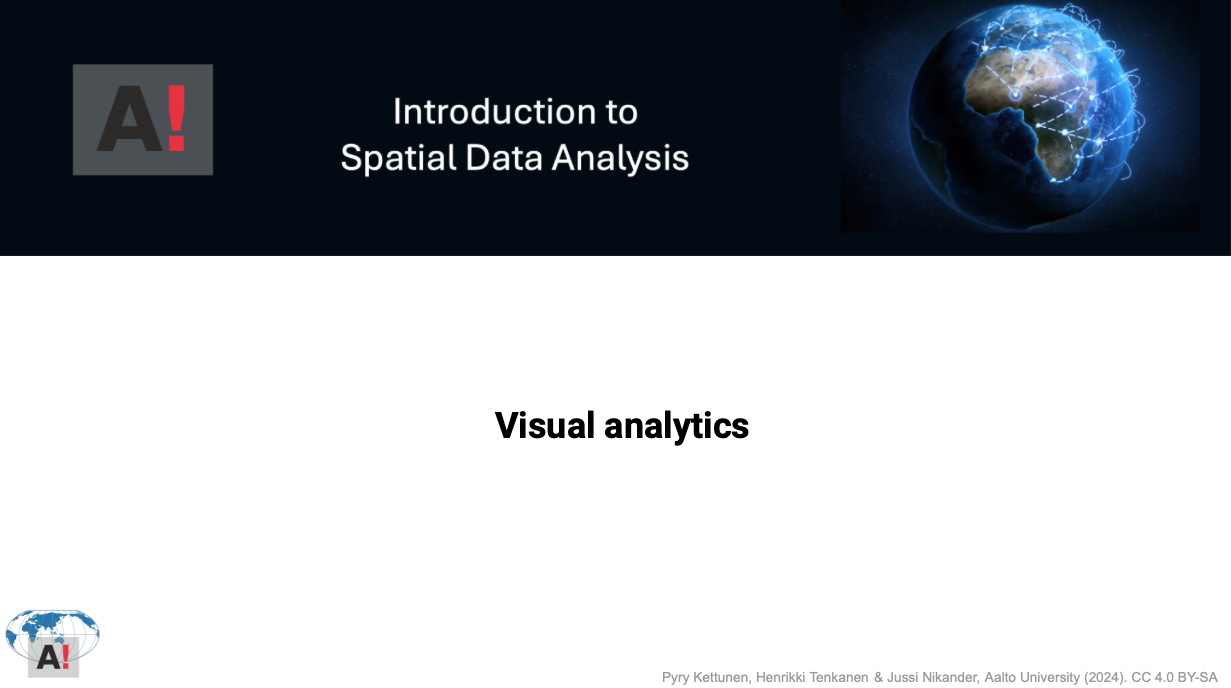 A!
Introduction to
Spatial Data Analysis
Visual analytics
A!
Pyry Kettunen, Henrikki Tenkanen & Jussi Nikander, Aalto University (2024). CC 4.0 BY-SA